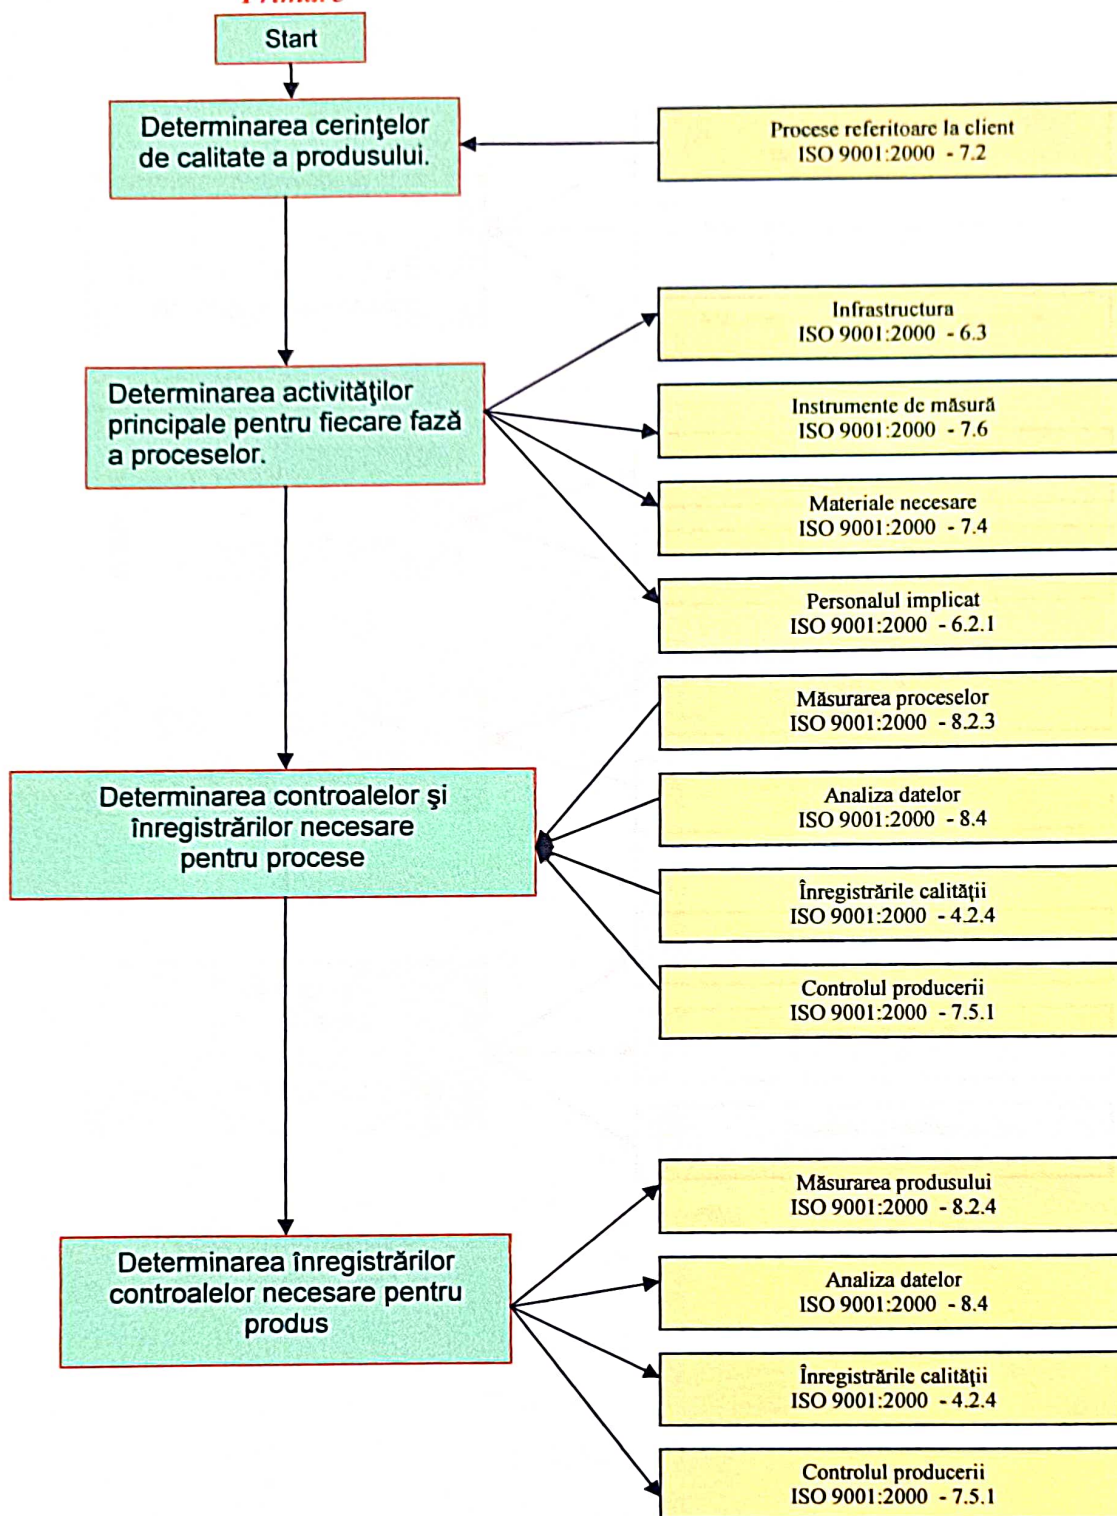 Start
Determinarea cerinţelor
de calitate a produsului.
Procese referitoare la client
ISO 9001:2000 - 7.2
Determinarea activităţilor
principale pentru fiecare fază
a proceselor.
Infrastructura
ISO 9001:2000 - 6.3
Instrumente de măsură
ISO 9001:2000 - 7.6
Materiale necesare
ISO 9001:2000 - 7.4
Personalul implicat
ISO 9001:2000 - 6.2.1
Determinarea controalelor şi
înregistrărilor necesare
pentru procese
Măsurarea proceselor
ISO 9001:2000 - 8.2.3
Analiza datelor
ISO 9001:2000 - 8.4
Înregistrările calităţii
ISO 9001:2000 - 4.2.4
Controlul producerii
ISO 9001:2000 - 7.5.1
Determinarea înregistrărilor
controalelor necesare pentru
produs
Măsurarea produsului
ISO 9001:2000 - 8.2.4
Analiza datelor
ISO 9001:2000 - 8.4
Înregistrările calităţii
ISO 9001:2000 - 4.2.4
Controlul producerii
ISO 9001:2000 - 7.5.1